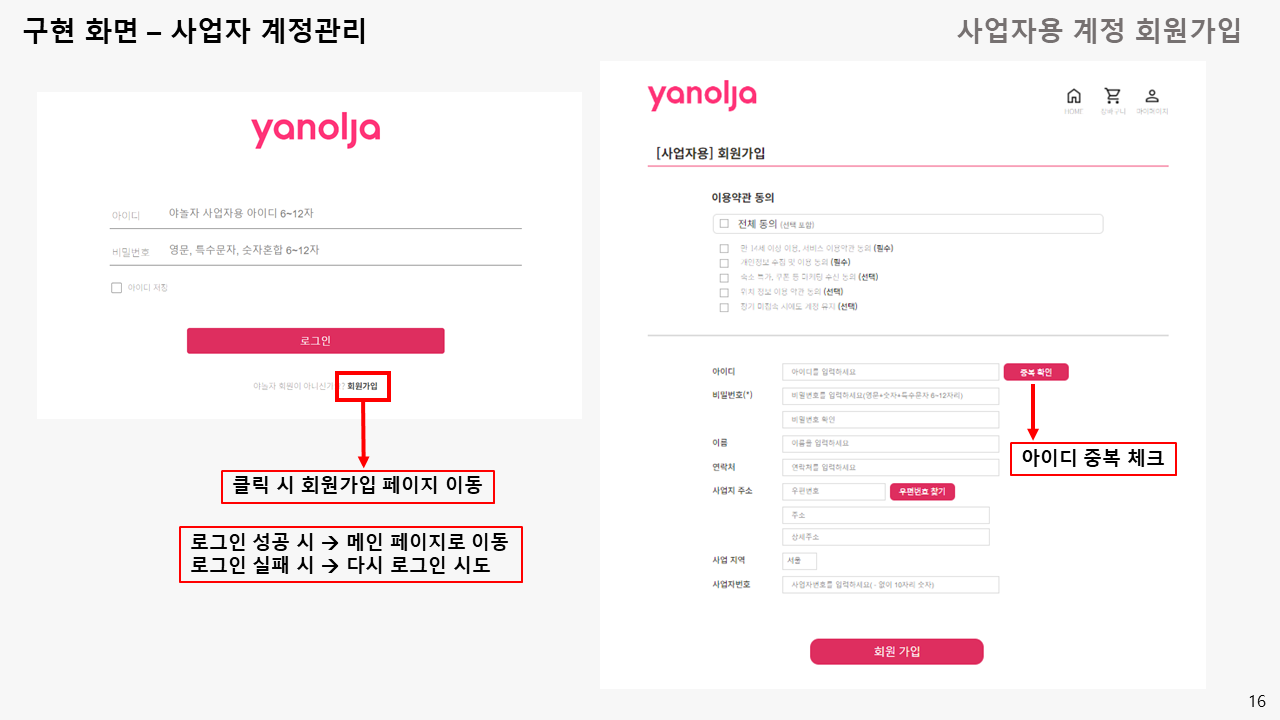 구현 화면 – 사업자 계정관리
사업자용 계정 회원가입
yanolja
아이디 야놀자 사업자용 아이디 6~12자
비밀번호 영문, 특수문자, 숫자혼합 6~12자
아이디 저장
로그인
야놀자 회원이 아니신가 ? 회원가입
클릭 시 회원가입 페이지 이동
로그인 성공 시 → 메인 페이지로 이동
로그인 실패 시 → 다시 로그인 시도
yanolja
HOME 장바구니 마이페이지
[사업자용] 회원가입
이용약관 동의
전체 동의 (선택 포함)
만 14세 이상 이용, 서비스 이용약관 동의 (필수)
개인정보 수집 및 이용 동의 (필수)
숙소 특가, 쿠폰 등 마케팅 수신 동의 (선택)
위치 정보 이용 약관 동의 (선택)
장기 미접속 시에도 계정 유지 (선택)
아이디 아이디를 입력하세요 중복 확인
비밀번호(*) 비밀번호를 입력하세요(영문+숫자+특수문자 6~12자리)
비밀번호 확인
이름 이름을 입력하세요
아이디 중복 체크
연락처 연락처를 입력하세요
사업지 주소 우편번호 우편번호 찾기
주소
상세주소
사업 지역 서울
사업자번호 사업자번호를 입력하세요( - 없이 10자리 숫자)
회원 가입
16